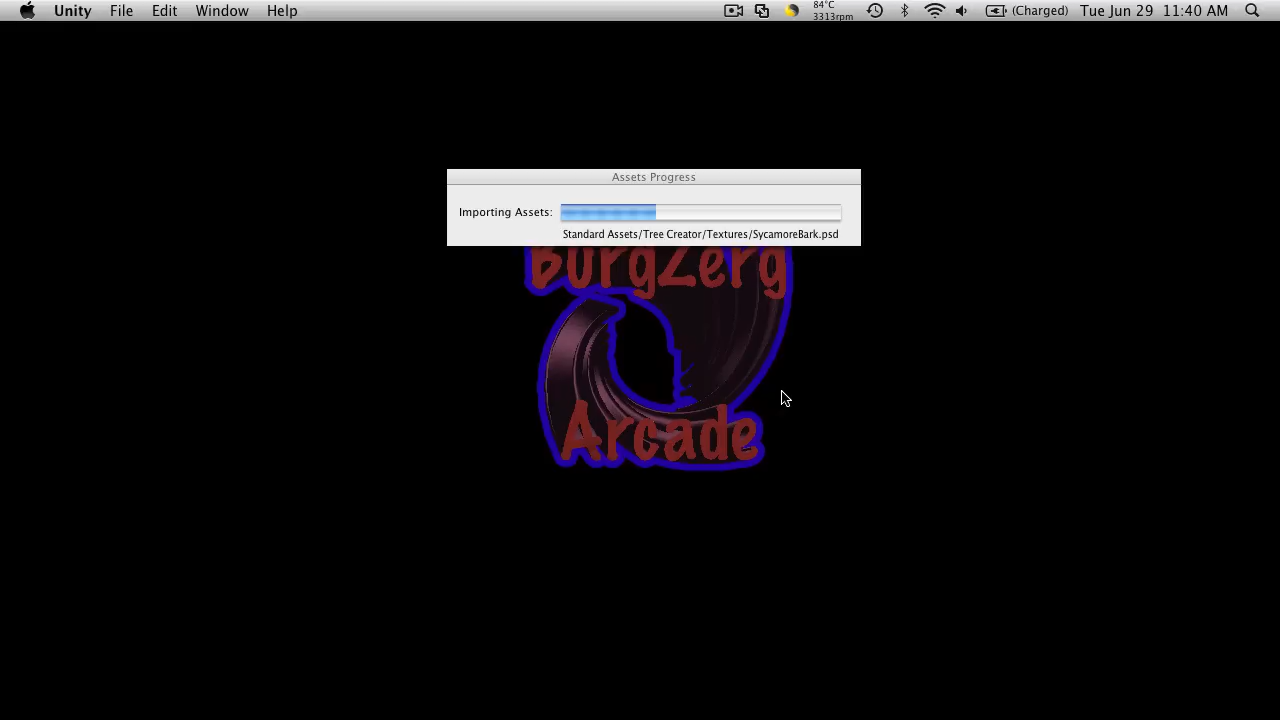 Unity File Edit Window Help 84°C 3313rpm (Charged) Tue Jun 29 11:40 AM
Assets Progress
Importing Assets:
Standard Assets/Tree Creator/Textures/SycamoreBark.psd
BurgZerg
Arcade